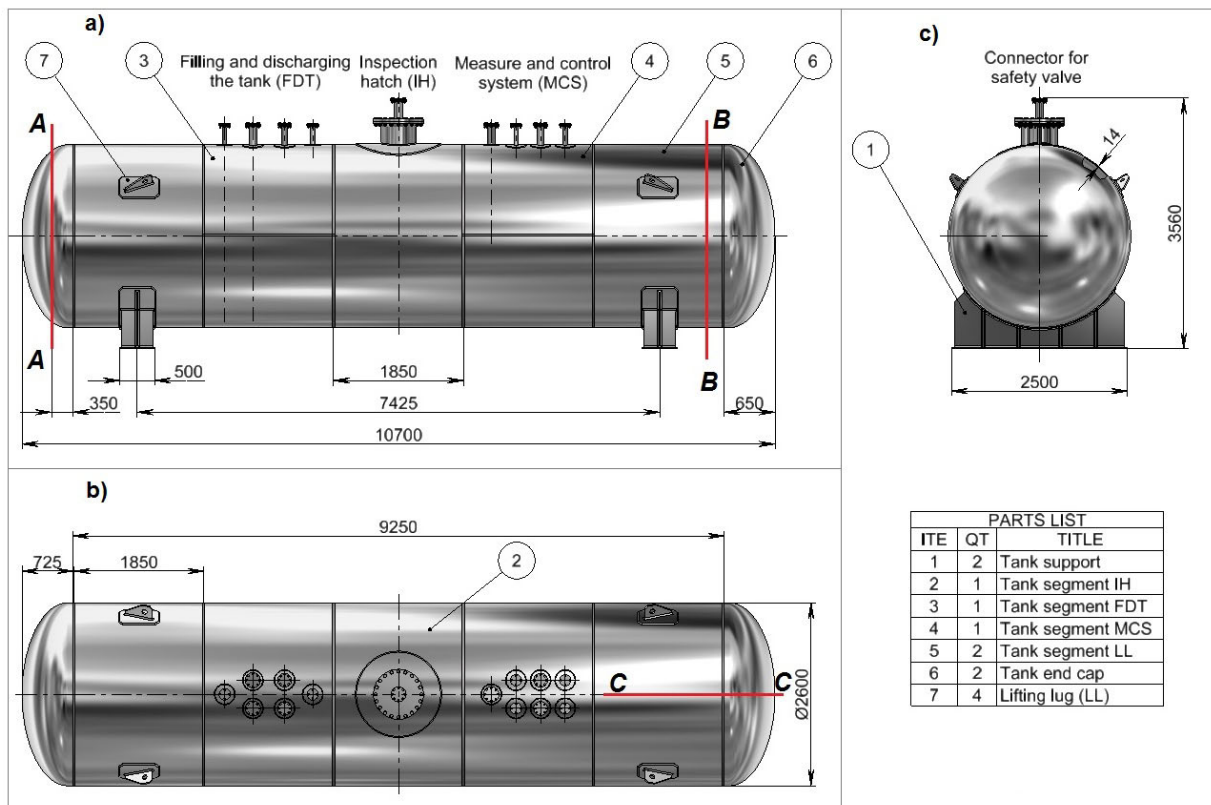 a)
7
3
Filling and discharging
the tank (FDT)
Inspection
hatch (IH)
Measure and control
system (MCS)
4
5
6
A
B
A
B
500
1850
350
7425
650
10700
b)
9250
725
1850
2
C
C
Ø2600
c)
Connector for
safety valve
1
14
3560
2500
PARTS LIST
ITE QT TITLE
1 2 Tank support
2 1 Tank segment IH
3 1 Tank segment FDT
4 1 Tank segment MCS
5 2 Tank segment LL
6 2 Tank end cap
7 4 Lifting lug (LL)